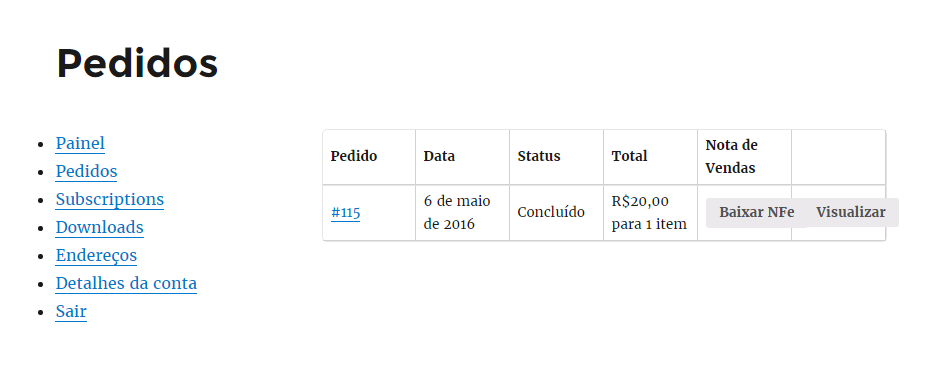 Pedidos
Painel
Pedidos
Subscriptions
Downloads
Endereços
Detalhes da conta
Sair
Pedido Data Status Total Nota de Vendas
#115 6 de maio de 2016 Concluído R$20,00 para 1 item Baixar NFe Visualizar